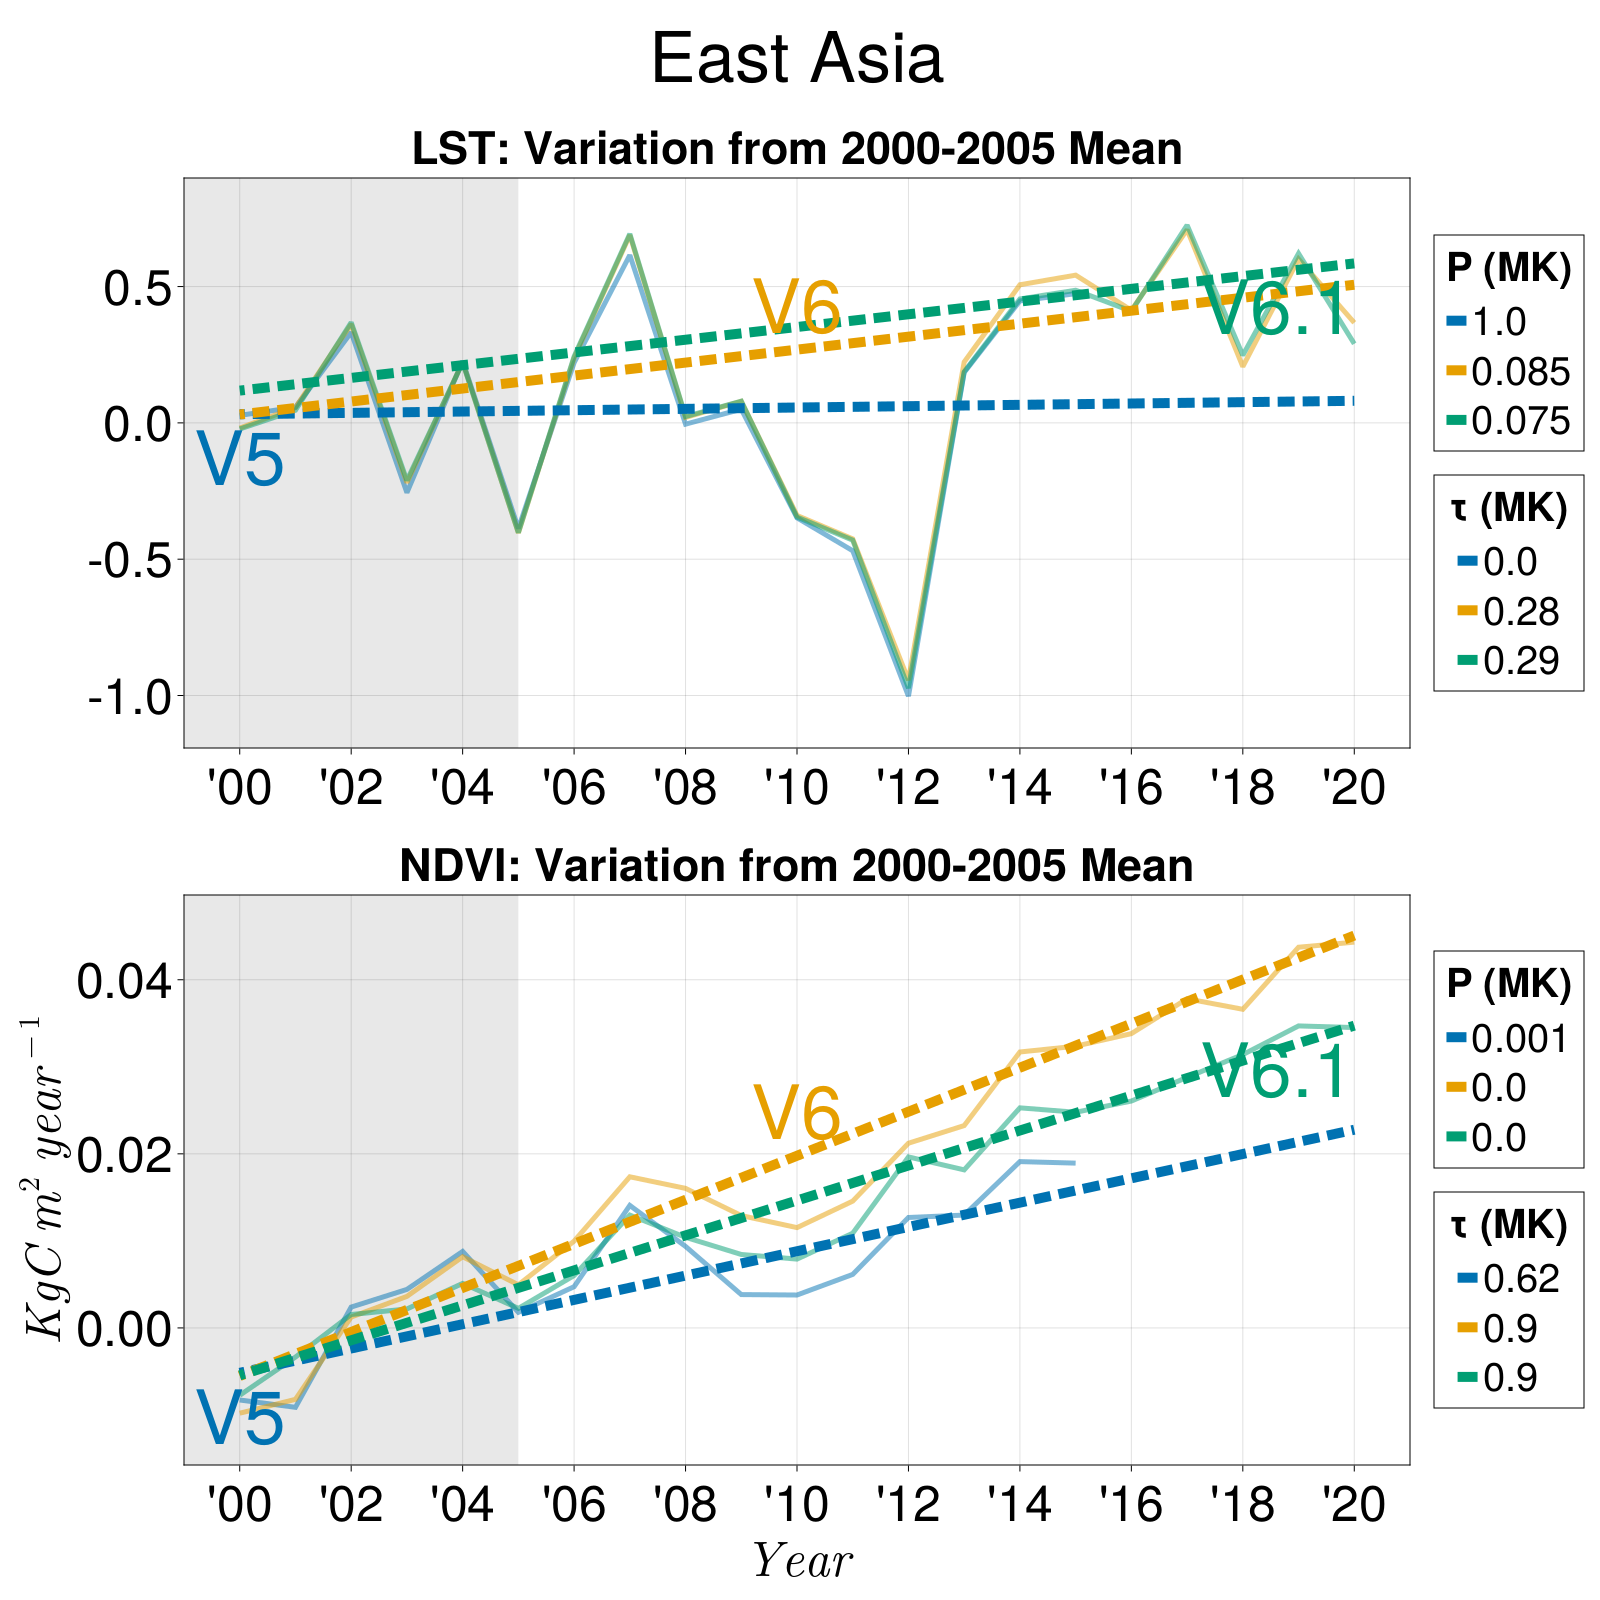 East Asia
LST: Variation from 2000-2005 Mean
0.5
0.0
-0.5
-1.0
V5
V6
V6.1
'00 '02 '04 '06 '08 '10 '12 '14 '16 '18 '20
P (MK)
1.0
0.085
0.075
τ (MK)
0.0
0.28
0.29
NDVI: Variation from 2000-2005 Mean
KgC m² year⁻¹
0.04
0.02
0.00
V5
V6
V6.1
'00 '02 '04 '06 '08 '10 '12 '14 '16 '18 '20
Year
P (MK)
0.001
0.0
0.0
τ (MK)
0.62
0.9
0.9